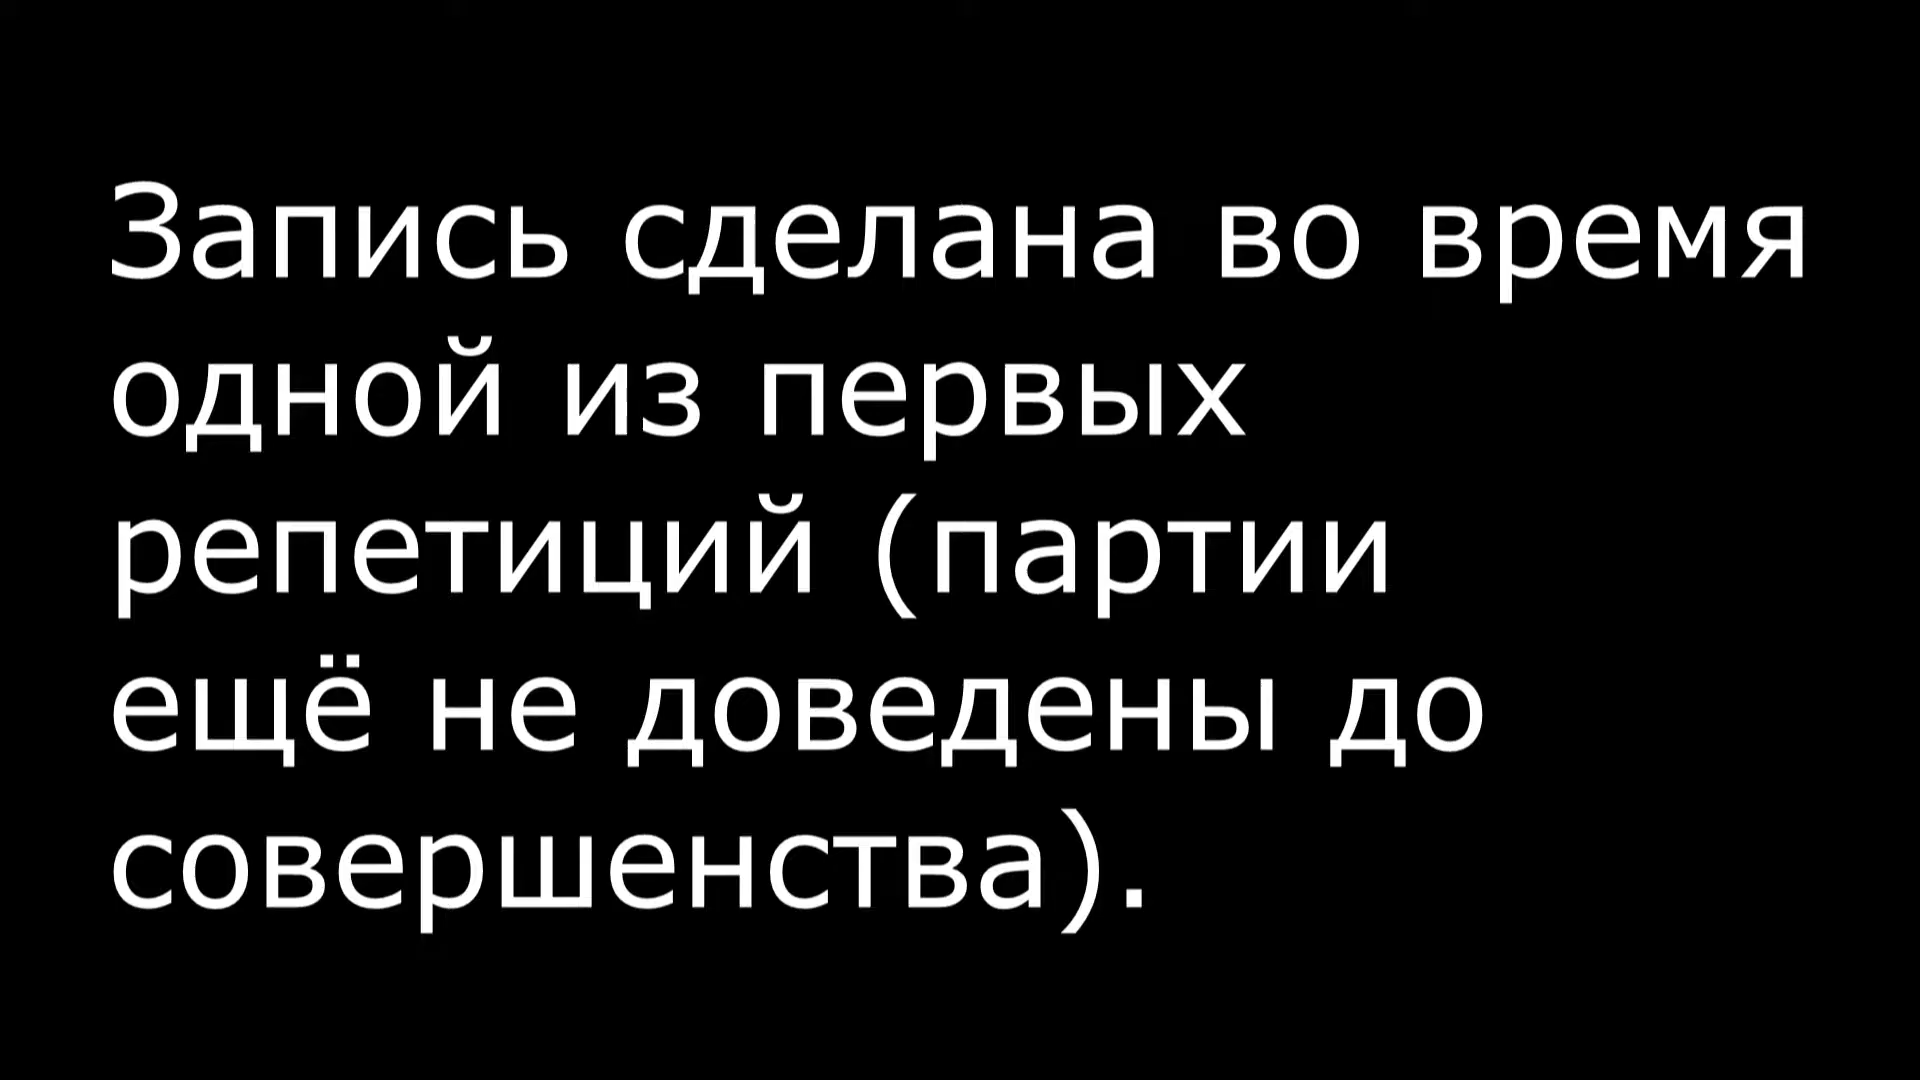 Запись сделана во время
одной из первых
репетиций (партии
ещё не доведены до
совершенства).